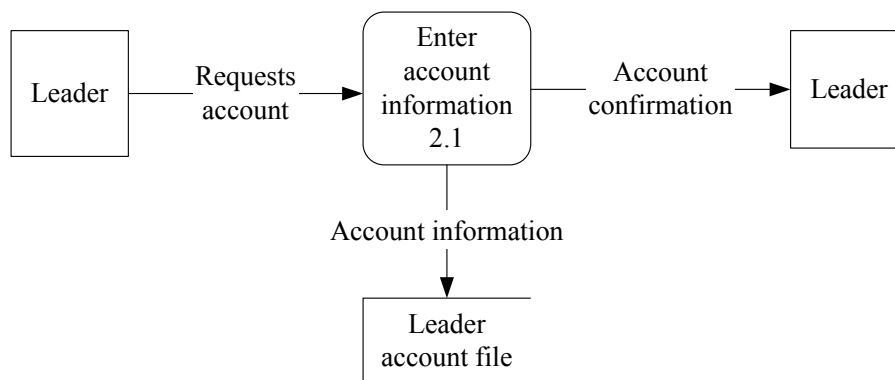 Leader
Requests
account
Enter
account
information
2.1
Account
confirmation
Leader
Account information
Leader
account file